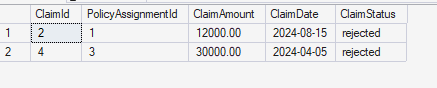 ClaimId PolicyAssignmentId ClaimAmount ClaimDate ClaimStatus
1 2 1 12000.00 2024-08-15 rejected
2 4 3 30000.00 2024-04-05 rejected